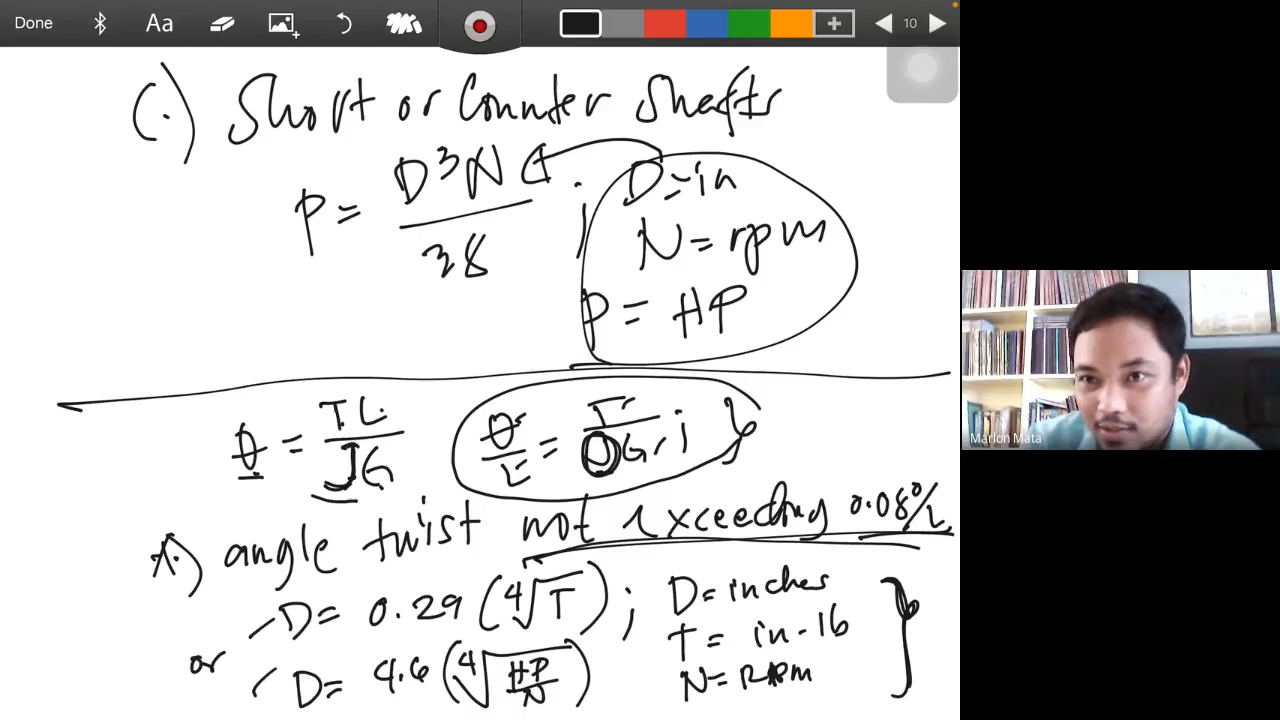 Done Aa 10
C.) Short or Counter Shafts
P = D³N / 38 ; D = in
N = rpm
P = HP
θ = TL / JG θ/L = T / JG ;
A.) angle twist not exceeding 0.08°/L
D = 0.29 (⁴√T) ; D = inches
T = in-lb
or D = 4.6 (⁴√HP/N) N = RPM
Marlon Mata